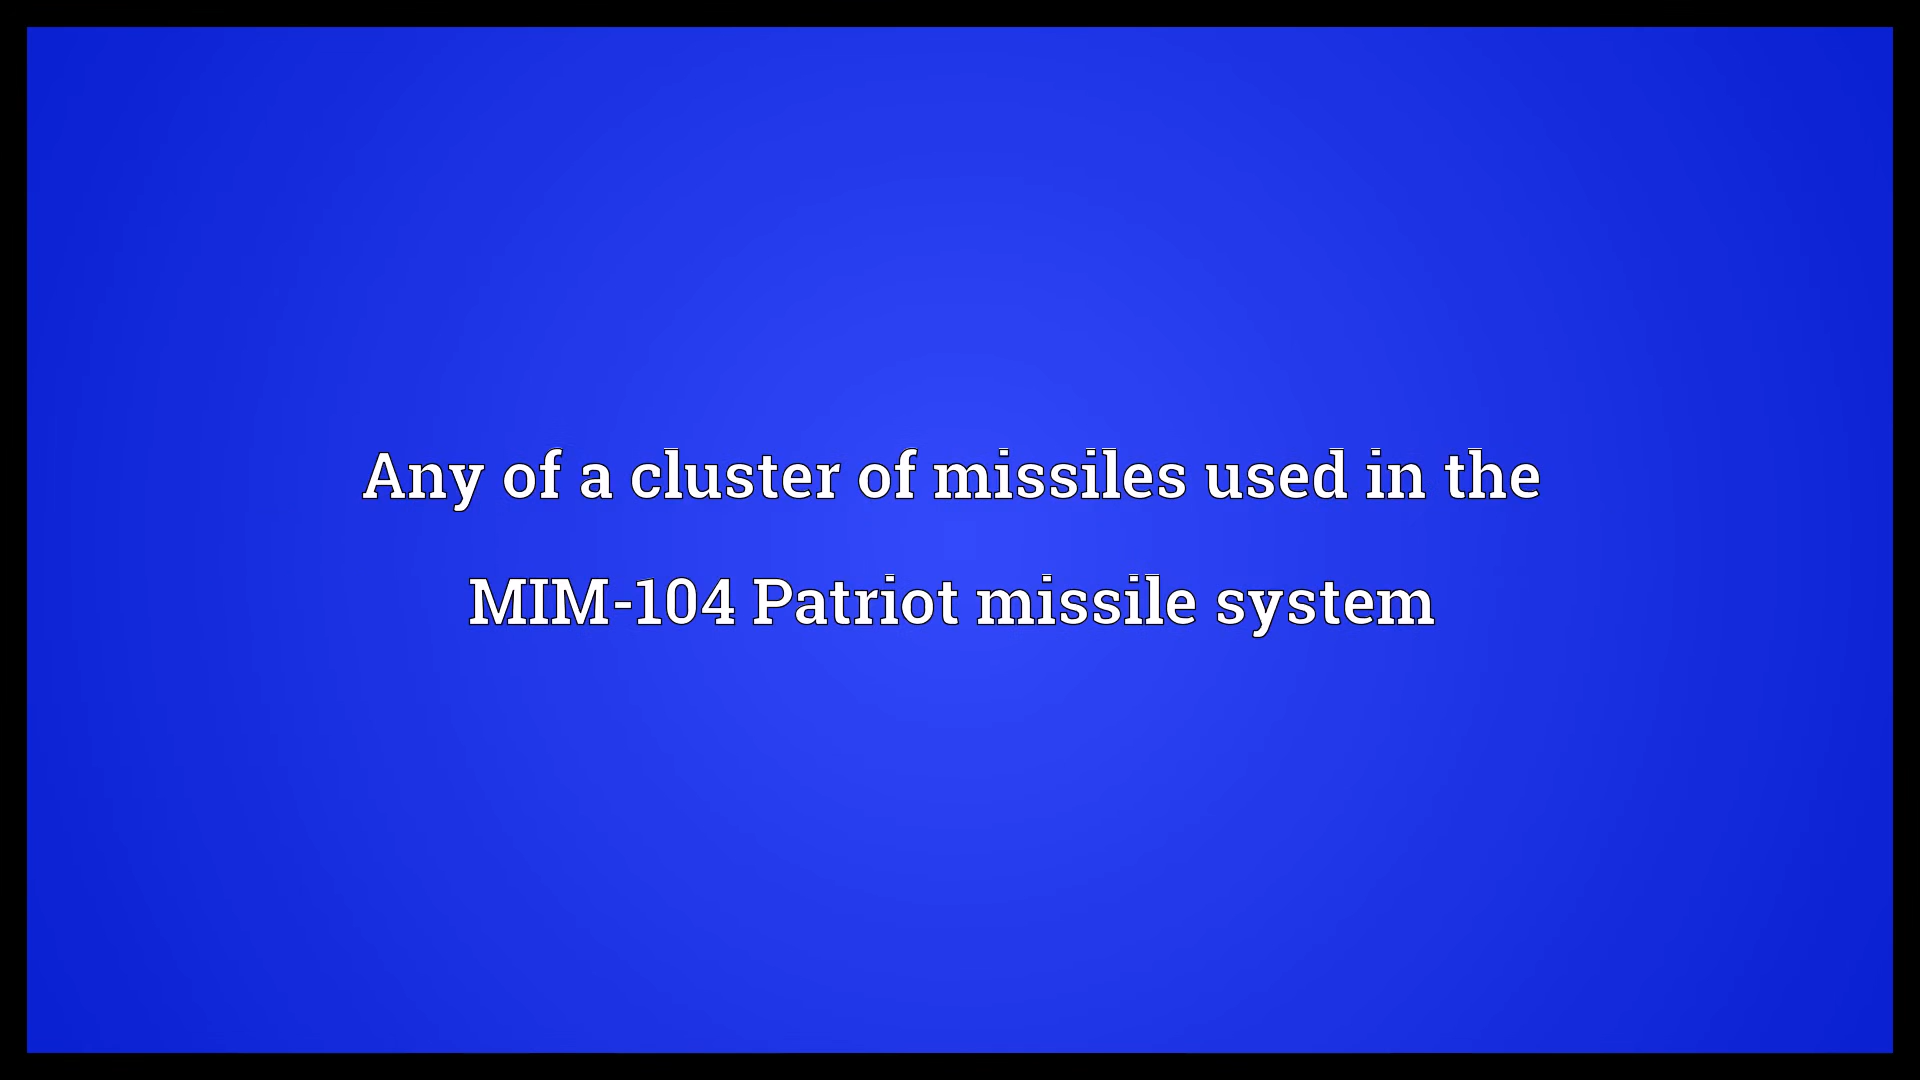 Any of a cluster of missiles used in the
MIM-104 Patriot missile system